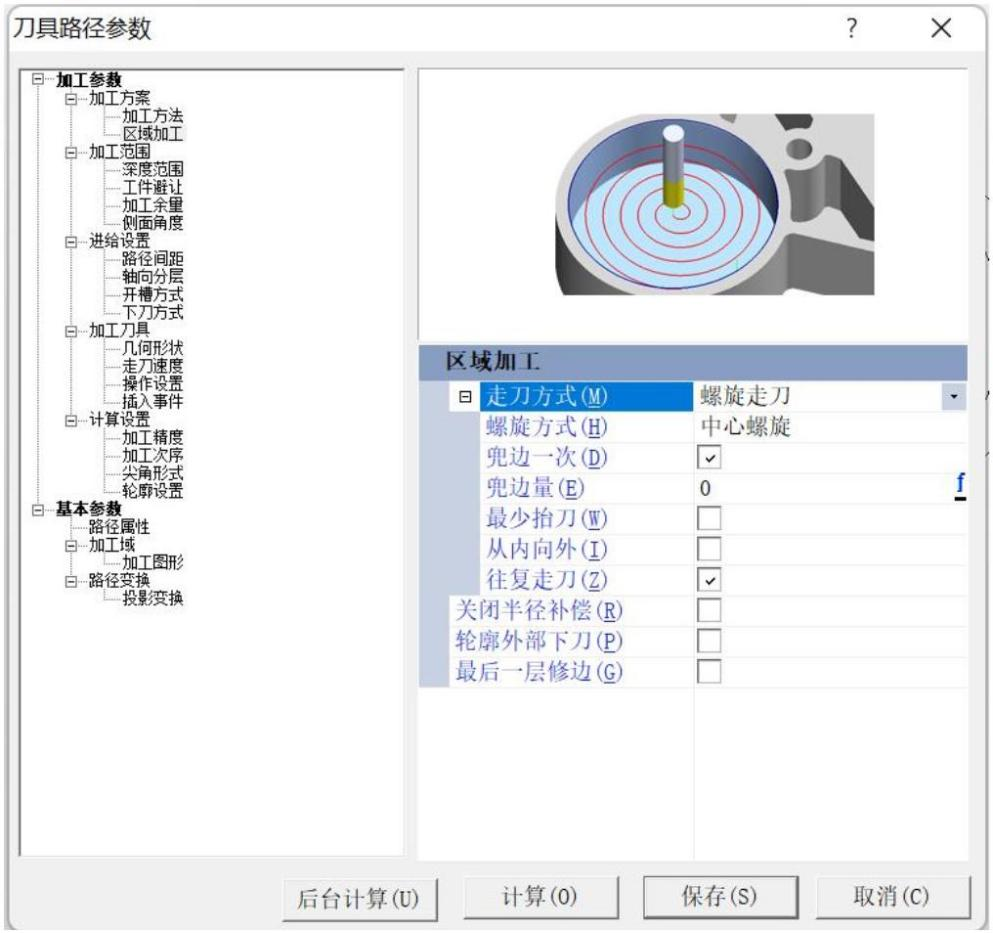 刀具路径参数 ? ×
加工参数
加工方案
加工方法
区域加工
加工范围
深度范围
工件避让
加工余量
侧面角度
进给设置
路径间距
轴向分层
开槽方式
下刀方式
加工刀具
几何形状
走刀速度
操作设置
插入事件
计算设置
加工精度
加工次序
尖角形式
轮廓设置
基本参数
路径属性
加工域
加工图形
路径变换
投影变换
区域加工
走刀方式(M) 螺旋走刀
螺旋方式(H) 中心螺旋
兜边一次(D)
兜边量(E) 0 f
最少抬刀(W)
从内向外(I)
往复走刀(Z)
关闭半径补偿(R)
轮廓外部下刀(P)
最后一层修边(G)
后台计算(U) 计算(O) 保存(S) 取消(C)